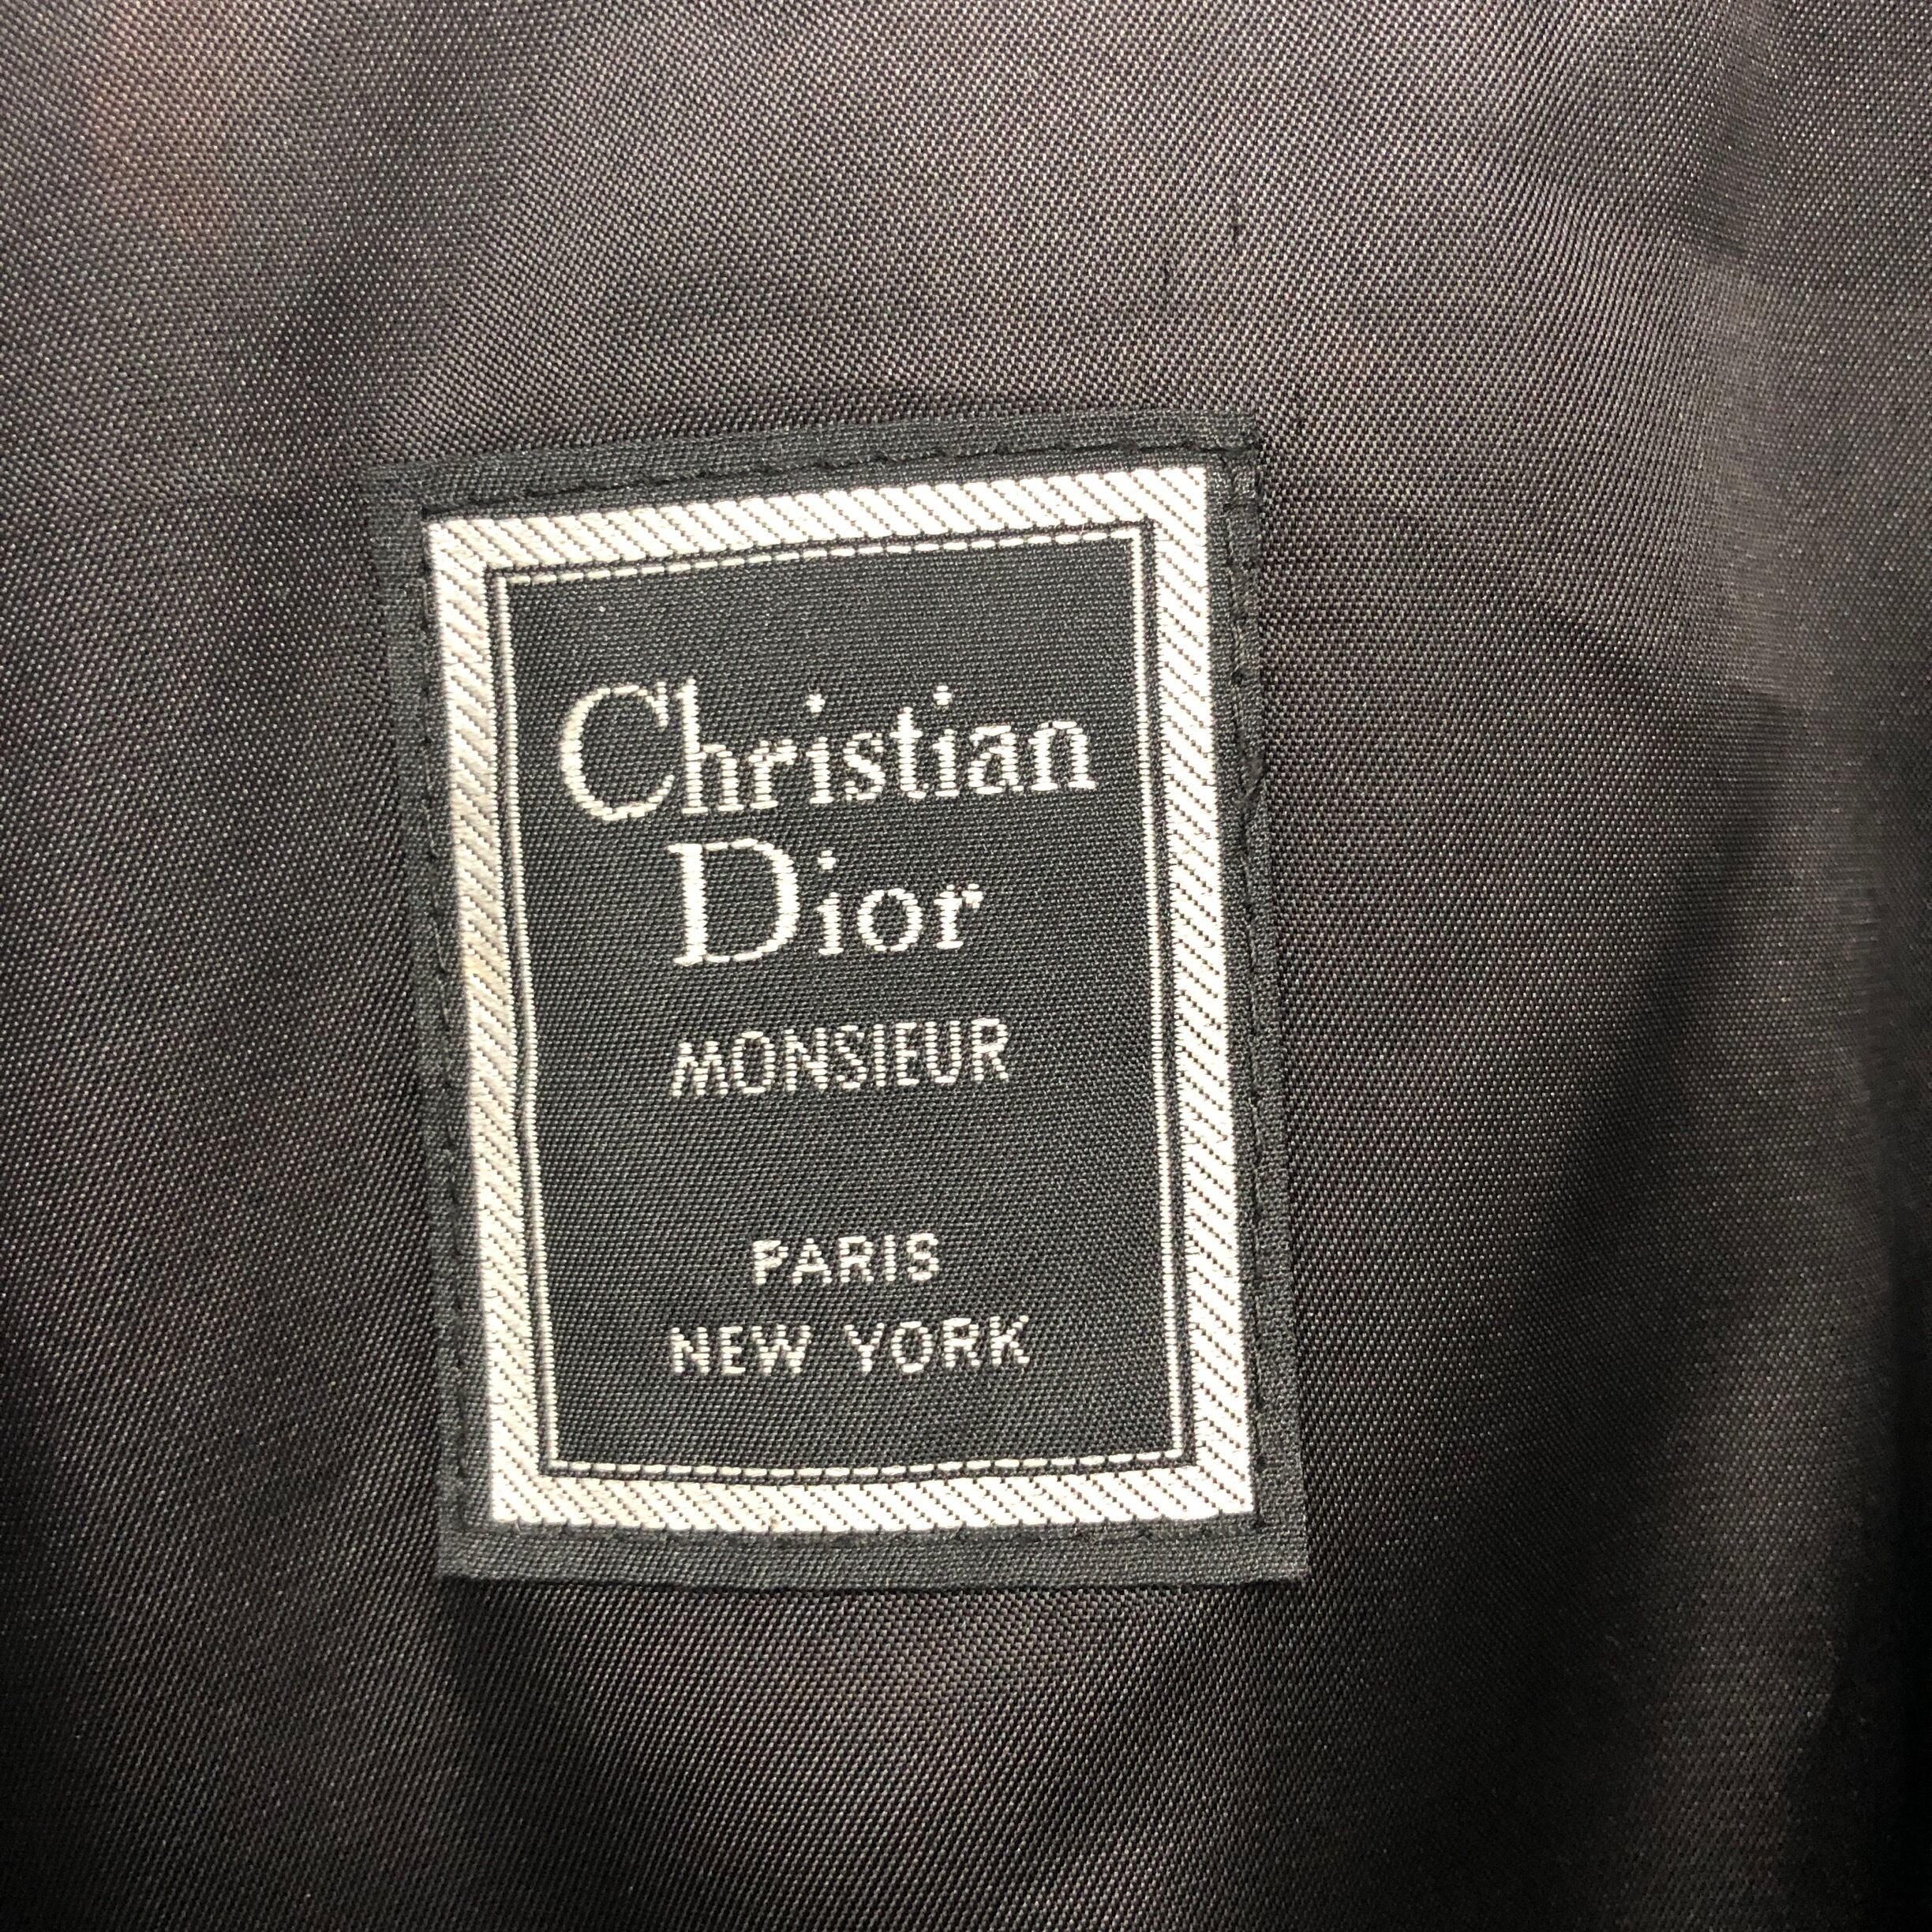 Christian
Dior
MONSIEUR
PARIS
NEW YORK